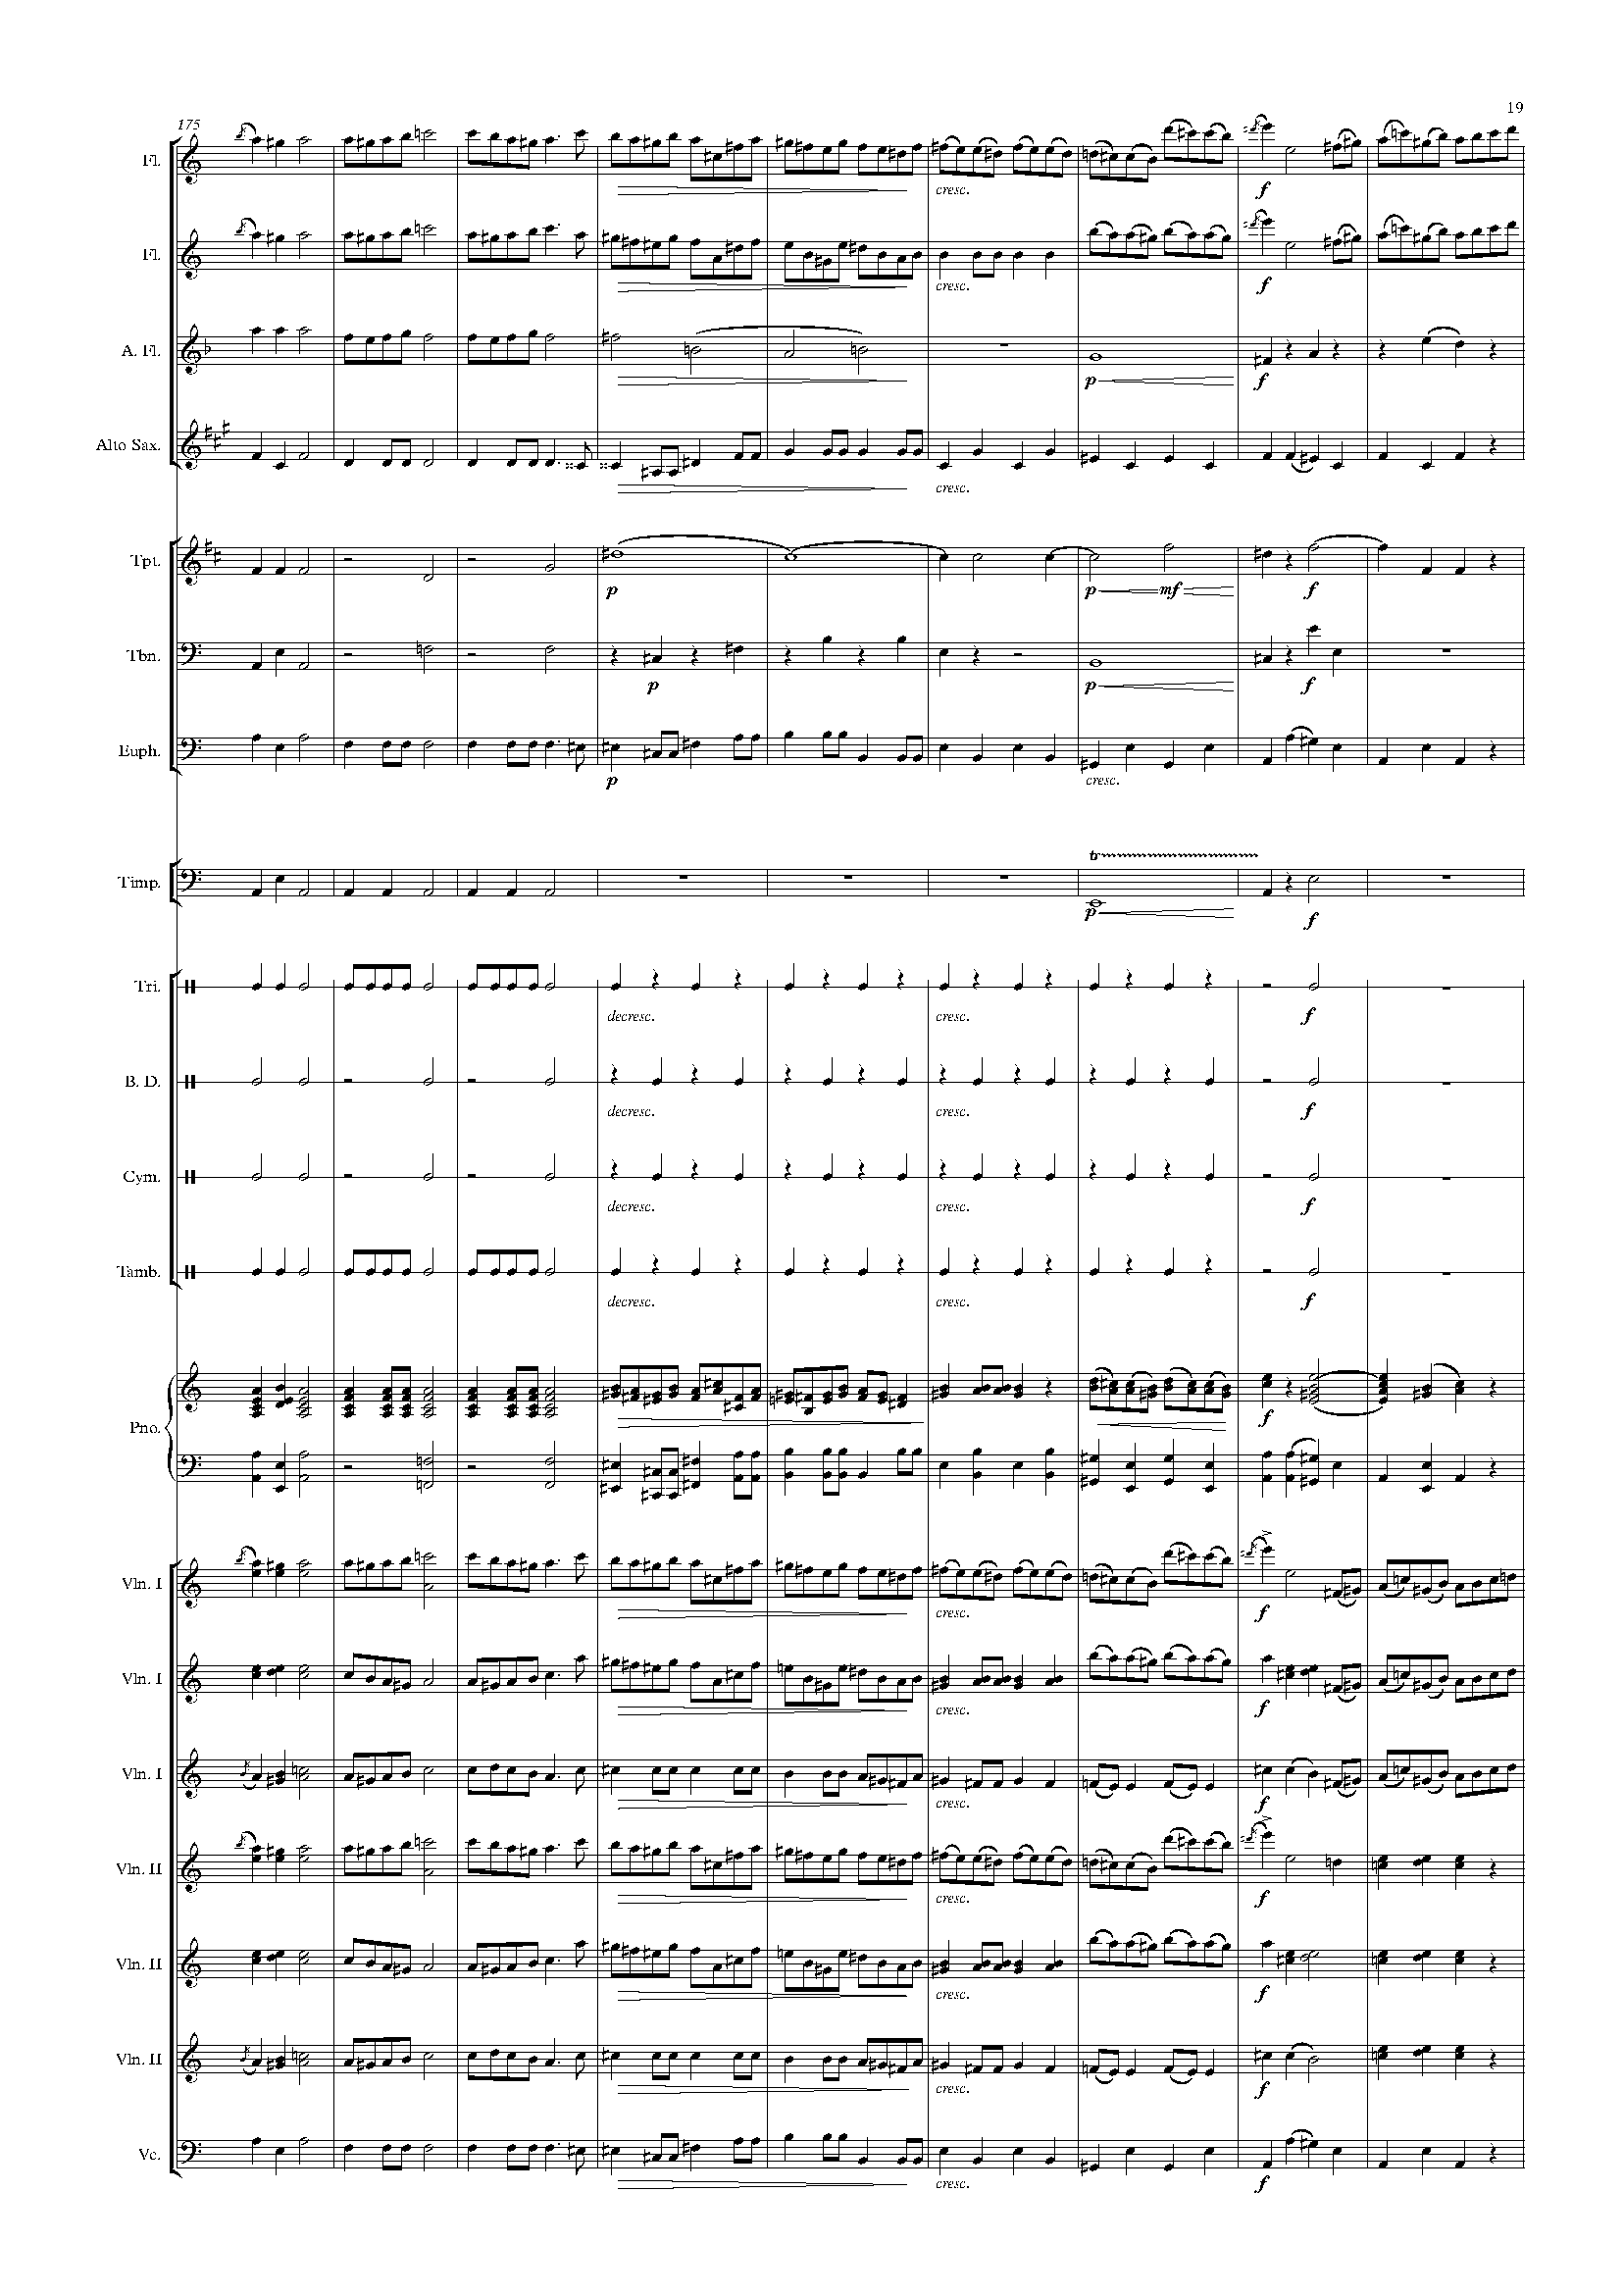 19
175
Fl.
cresc.
f
Fl.
cresc.
f
A. Fl.
p
f
Alto Sax.
cresc.
Tpt.
p
p
mf
f
Tbn.
p
p
f
Euph.
p
cresc.
Timp.
tr
p
f
Tri.
decresc.
cresc.
f
B. D.
decresc.
cresc.
f
Cym.
decresc.
cresc.
f
Tamb.
decresc.
cresc.
f
Pno.
f
Vln. I
cresc.
f
Vln. I
cresc.
f
Vln. I
cresc.
f
Vln. II
cresc.
f
Vln. II
cresc.
f
Vln. II
cresc.
f
Vc.
cresc.
f